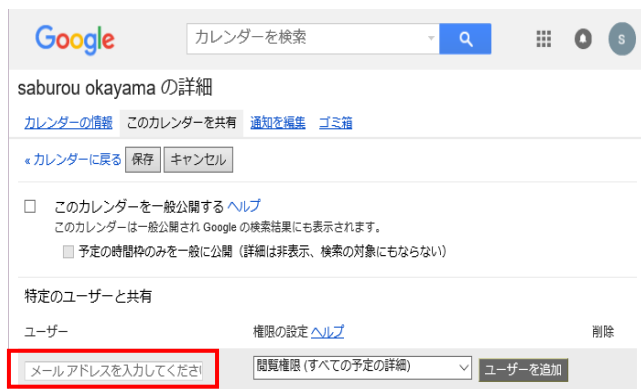 Google カレンダーを検索 s
saburou okayama の詳細
カレンダーの情報 このカレンダーを共有 通知を編集 ゴミ箱
«カレンダーに戻る 保存 キャンセル
このカレンダーを一般公開する ヘルプ
このカレンダーは一般公開され Google の検索結果にも表示されます。
予定の時間枠のみを一般に公開（詳細は非表示、検索の対象にもならない）
特定のユーザーと共有
ユーザー 権限の設定 ヘルプ 削除
メール アドレスを入力してくださ 閲覧権限 (すべての予定の詳細) ユーザーを追加